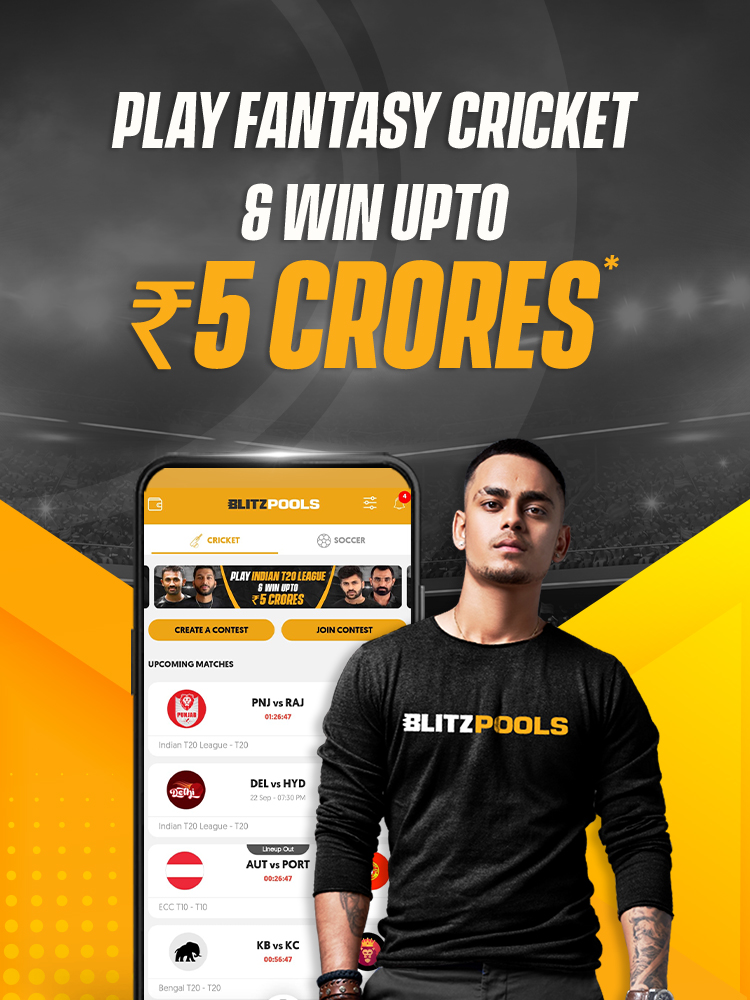 PLAY FANTASY CRICKET
& WIN UPTO
₹5 CRORES*
BLITZPOOLS
4
CRICKET
SOCCER
PLAY INDIAN T20 LEAGUE
& WIN UPTO
₹5 CRORES
CREATE A CONTEST
JOIN CONTEST
UPCOMING MATCHES
PUNJAB
PNJ vs RAJ
01:26:47
Indian T20 League - T20
Delhi
DEL vs HYD
22 Sep - 07:30 PM
Indian T20 League - T20
Lineup Out
AUT vs PORT
00:26:47
ECC T10 - T10
KB vs KC
00:56:47
Bengal T20 - T20
BLITZPOOLS